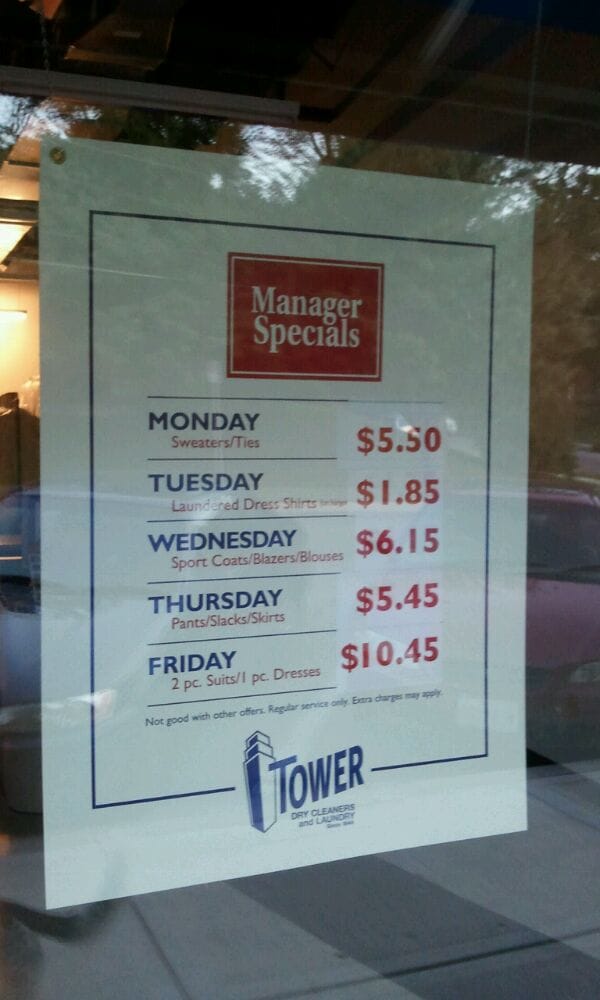 Manager
Specials
MONDAY
Sweaters/Ties
$5.50
TUESDAY
Laundered Dress Shirts
$1.85
WEDNESDAY
Sport Coats/Blazers/Blouses
$6.15
THURSDAY
Pants/Slacks/Skirts
$5.45
FRIDAY
2 pc. Suits/1 pc. Dresses
$10.45
Not good with other offers. Regular service only. Extra charges may apply.
TOWER
DRY CLEANERS
and LAUNDRY